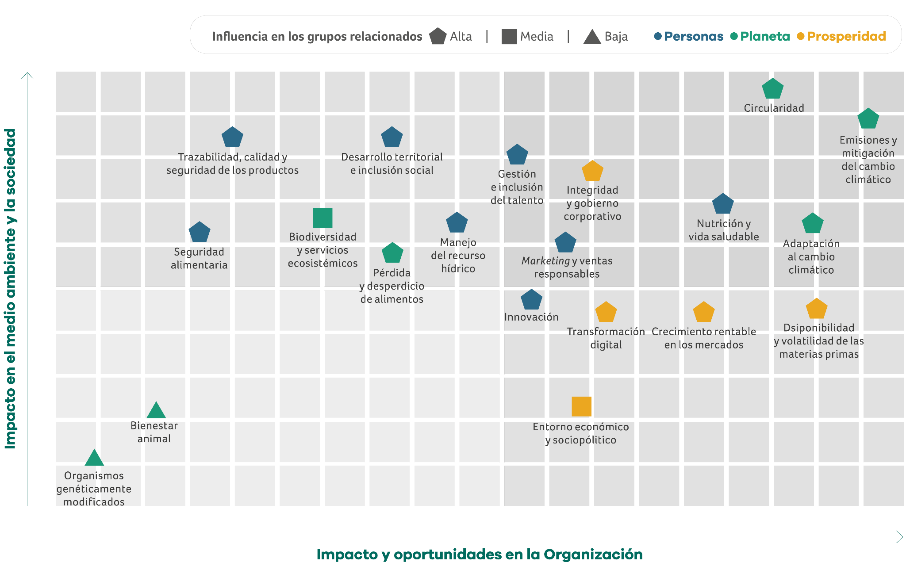 Influencia en los grupos relacionados Alta | Media | Baja Personas Planeta Prosperidad
Impacto en el medio ambiente y la sociedad
Circularidad
Emisiones y
mitigación
del cambio
climático
Trazabilidad, calidad y
seguridad de los productos
Desarrollo territorial
e inclusión social
Gestión
e inclusión
del talento
Integridad
y gobierno
corporativo
Nutrición y
vida saludable
Adaptación
al cambio
climático
Seguridad
alimentaria
Biodiversidad
y servicios
ecosistémicos
Pérdida
y desperdicio
de alimentos
Manejo
del recurso
hídrico
Marketing y ventas
responsables
Innovación
Transformación
digital
Crecimiento rentable
en los mercados
Dsiponibilidad
y volatilidad de las
materias primas
Bienestar
animal
Entorno económico
y sociopólitico
Organismos
genéticamente
modificados
Impacto y oportunidades en la Organización